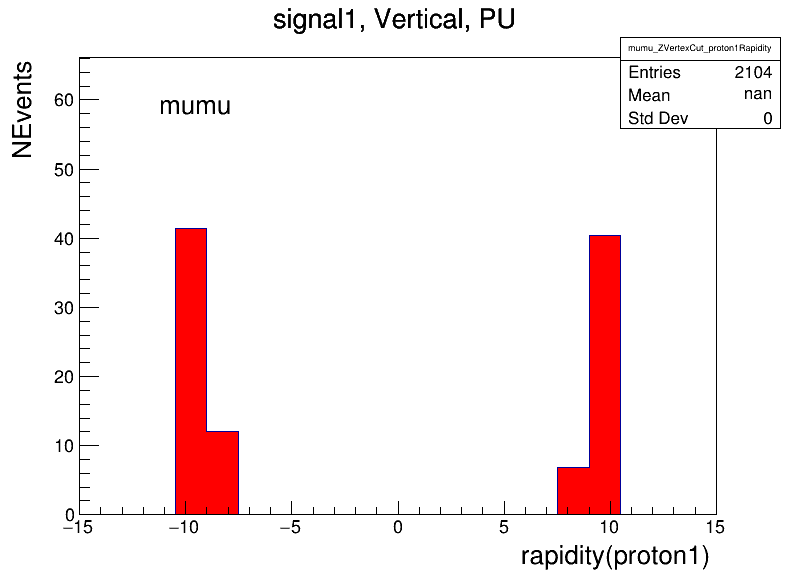 signal1, Vertical, PU
mumu_ZVertexCut_proton1Rapidity
Entries 2104
Mean nan
Std Dev 0
NEvents
mumu
60
50
40
30
20
10
0
−15 −10 −5 0 5 10 15
rapidity(proton1)